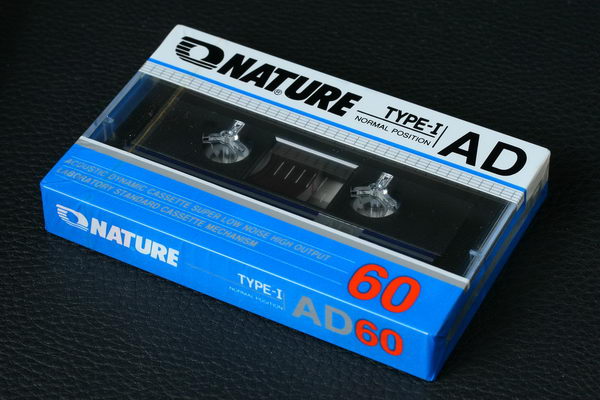 NATURE®
TYPE-I
NORMAL POSITION
AD
ACOUSTIC DYNAMIC CASSETTE SUPER LOW NOISE HIGH OUTPUT
LABORATORY STANDARD CASSETTE MECHANISM
60
NATURE
TYPE-I
NORMAL POSITION
AD60